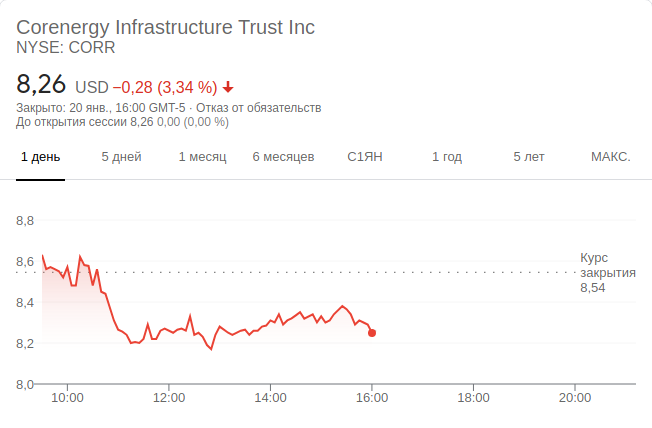 Corenergy Infrastructure Trust Inc
NYSE: CORR
8,26 USD −0,28 (3,34 %)
Закрыто: 20 янв., 16:00 GMT-5 · Отказ от обязательств
До открытия сессии 8,26 0,00 (0,00 %)
1 день 5 дней 1 месяц 6 месяцев С1ЯН 1 год 5 лет МАКС.
8,8
8,6
8,4
8,2
8,0
Курс
закрытия
8,54
10:00 12:00 14:00 16:00 18:00 20:00